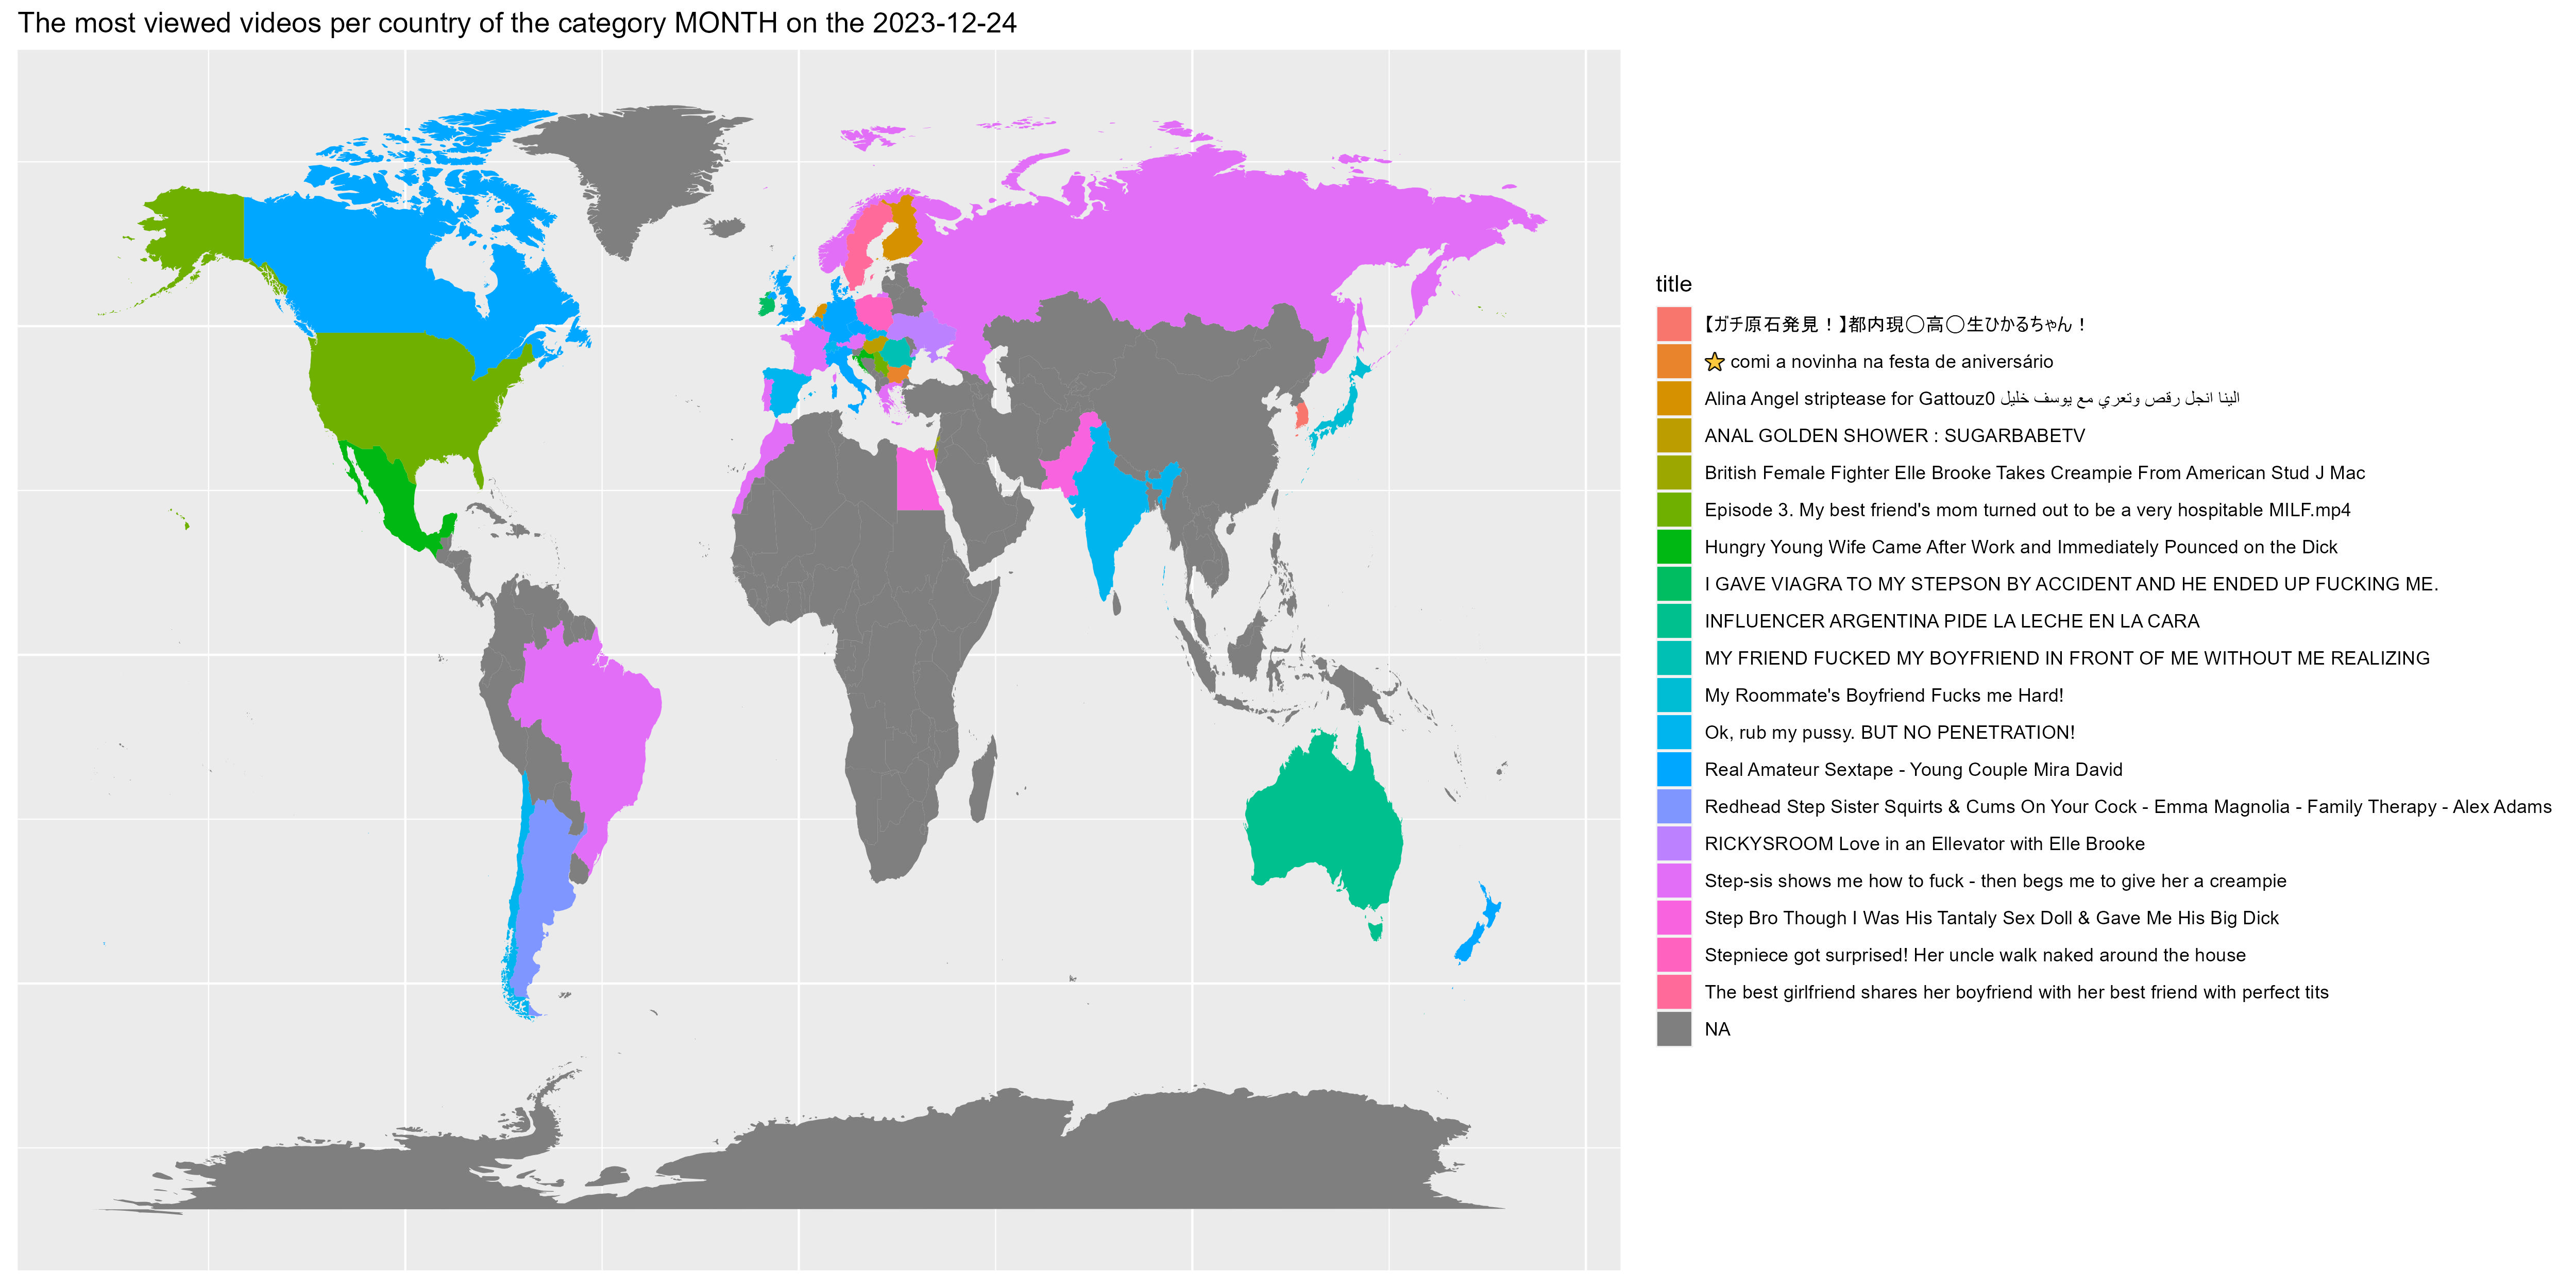 The most viewed videos per country of the category MONTH on the 2023-12-24
title
【ガチ原石発見！】都内現◯高◯生ひかるちゃん！
⭐ comi a novinha na festa de aniversário
Alina Angel striptease for Gattouz0 الينا انجل رقص وتعري مع يوسف خليل
ANAL GOLDEN SHOWER : SUGARBABETV
British Female Fighter Elle Brooke Takes Creampie From American Stud J Mac
Episode 3. My best friend's mom turned out to be a very hospitable MILF.mp4
Hungry Young Wife Came After Work and Immediately Pounced on the Dick
I GAVE VIAGRA TO MY STEPSON BY ACCIDENT AND HE ENDED UP FUCKING ME.
INFLUENCER ARGENTINA PIDE LA LECHE EN LA CARA
MY FRIEND FUCKED MY BOYFRIEND IN FRONT OF ME WITHOUT ME REALIZING
My Roommate's Boyfriend Fucks me Hard!
Ok, rub my pussy. BUT NO PENETRATION!
Real Amateur Sextape - Young Couple Mira David
Redhead Step Sister Squirts & Cums On Your Cock - Emma Magnolia - Family Therapy - Alex Adams
RICKYSROOM Love in an Ellevator with Elle Brooke
Step-sis shows me how to fuck - then begs me to give her a creampie
Step Bro Though I Was His Tantaly Sex Doll & Gave Me His Big Dick
Stepniece got surprised! Her uncle walk naked around the house
The best girlfriend shares her boyfriend with her best friend with perfect tits
NA